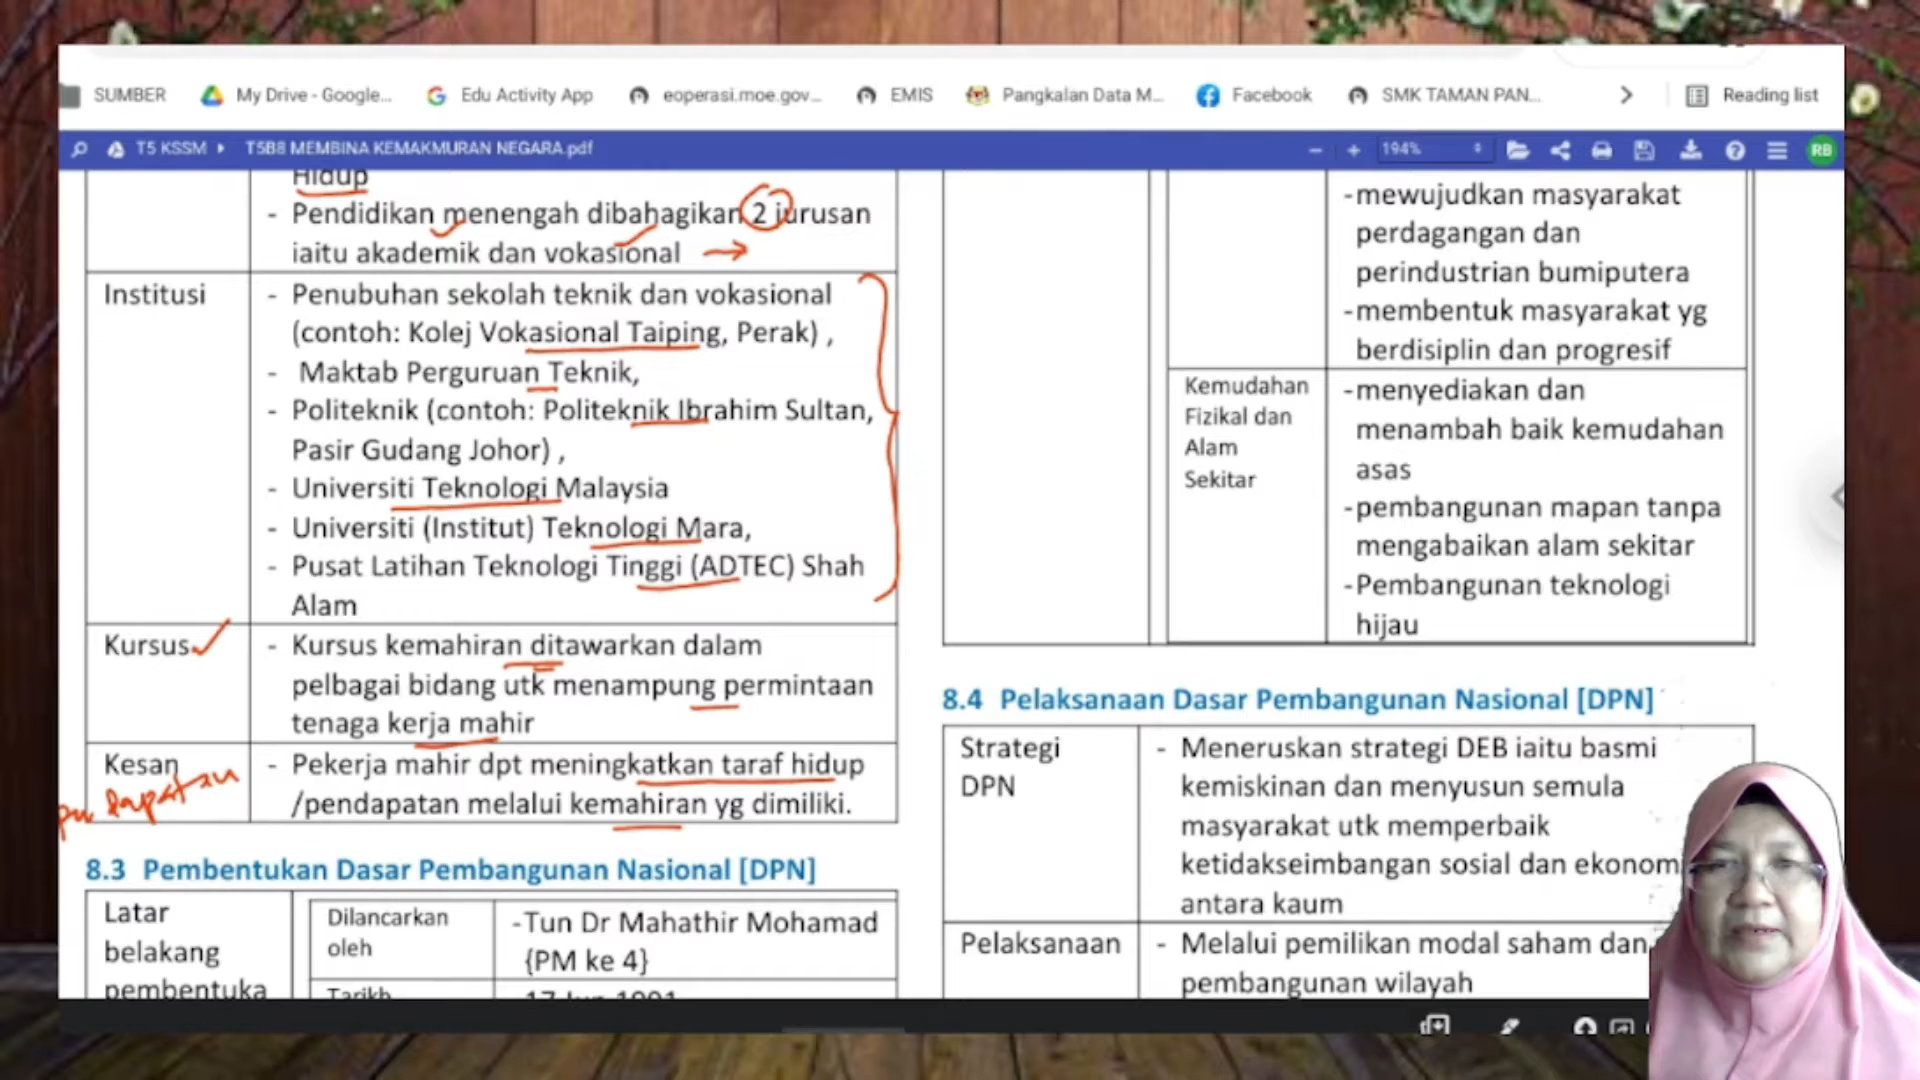 SUMBER My Drive - Google... Edu Activity App eoperasi.moe.gov... EMIS Pangkalan Data M... Facebook SMK TAMAN PAN... Reading list
T5 KSSM T5B8 MEMBINA KEMAKMURAN NEGARA.pdf 194% RB
Hidup
- Pendidikan menengah dibahagikan 2 jurusan
iaitu akademik dan vokasional
Institusi
- Penubuhan sekolah teknik dan vokasional
(contoh: Kolej Vokasional Taiping, Perak) ,
- Maktab Perguruan Teknik,
- Politeknik (contoh: Politeknik Ibrahim Sultan,
Pasir Gudang Johor) ,
- Universiti Teknologi Malaysia
- Universiti (Institut) Teknologi Mara,
- Pusat Latihan Teknologi Tinggi (ADTEC) Shah
Alam
Kursus
- Kursus kemahiran ditawarkan dalam
pelbagai bidang utk menampung permintaan
tenaga kerja mahir
Kesan
- Pekerja mahir dpt meningkatkan taraf hidup
/pendapatan melalui kemahiran yg dimiliki.
8.3 Pembentukan Dasar Pembangunan Nasional [DPN]
Latar
belakang
pembentuka
Dilancarkan
oleh
-Tun Dr Mahathir Mohamad
{PM ke 4}
Tarikh
17 Jun 1991
-mewujudkan masyarakat
perdagangan dan
perindustrian bumiputera
-membentuk masyarakat yg
berdisiplin dan progresif
Kemudahan
Fizikal dan
Alam
Sekitar
-menyediakan dan
menambah baik kemudahan
asas
-pembangunan mapan tanpa
mengabaikan alam sekitar
-Pembangunan teknologi
hijau
8.4 Pelaksanaan Dasar Pembangunan Nasional [DPN]
Strategi
DPN
- Meneruskan strategi DEB iaitu basmi
kemiskinan dan menyusun semula
masyarakat utk memperbaik
ketidakseimbangan sosial dan ekonom
antara kaum
Pelaksanaan
- Melalui pemilikan modal saham dan
pembangunan wilayah